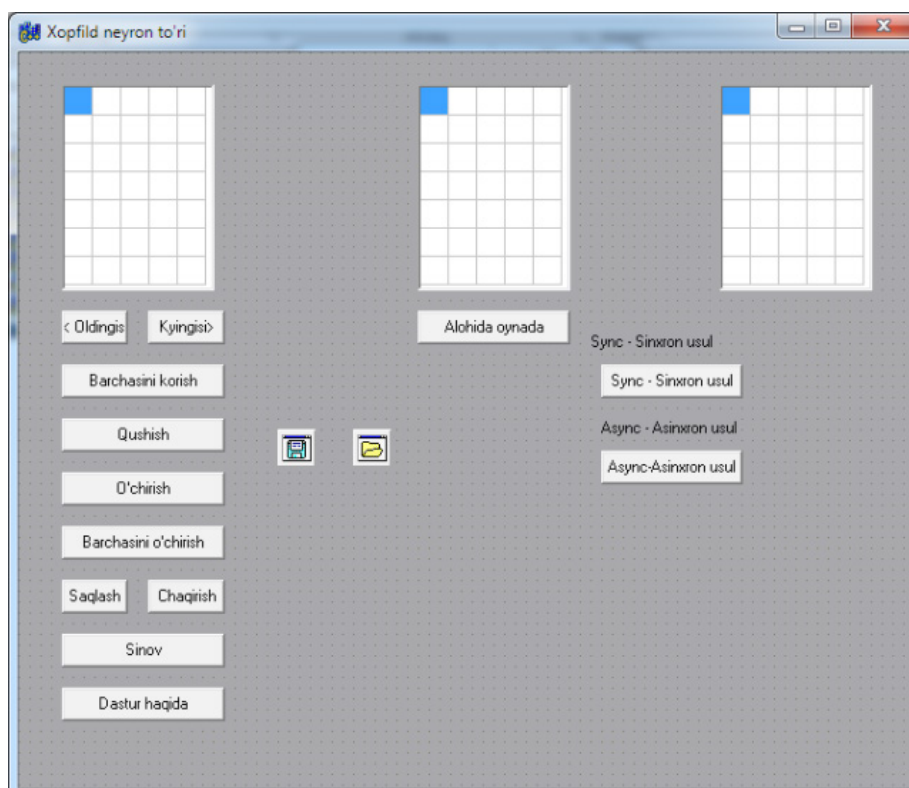 Xopfild neyron to'ri
< Oldingis
Kyingisi>
Alohida oynada
Sync - Sinxron usul
Barchasini korish
Sync - Sinxron usul
Qushish
Async - Asinxron usul
Async-Asinxron usul
O'chirish
Barchasini o'chirish
Saqlash
Chaqirish
Sinov
Dastur haqida